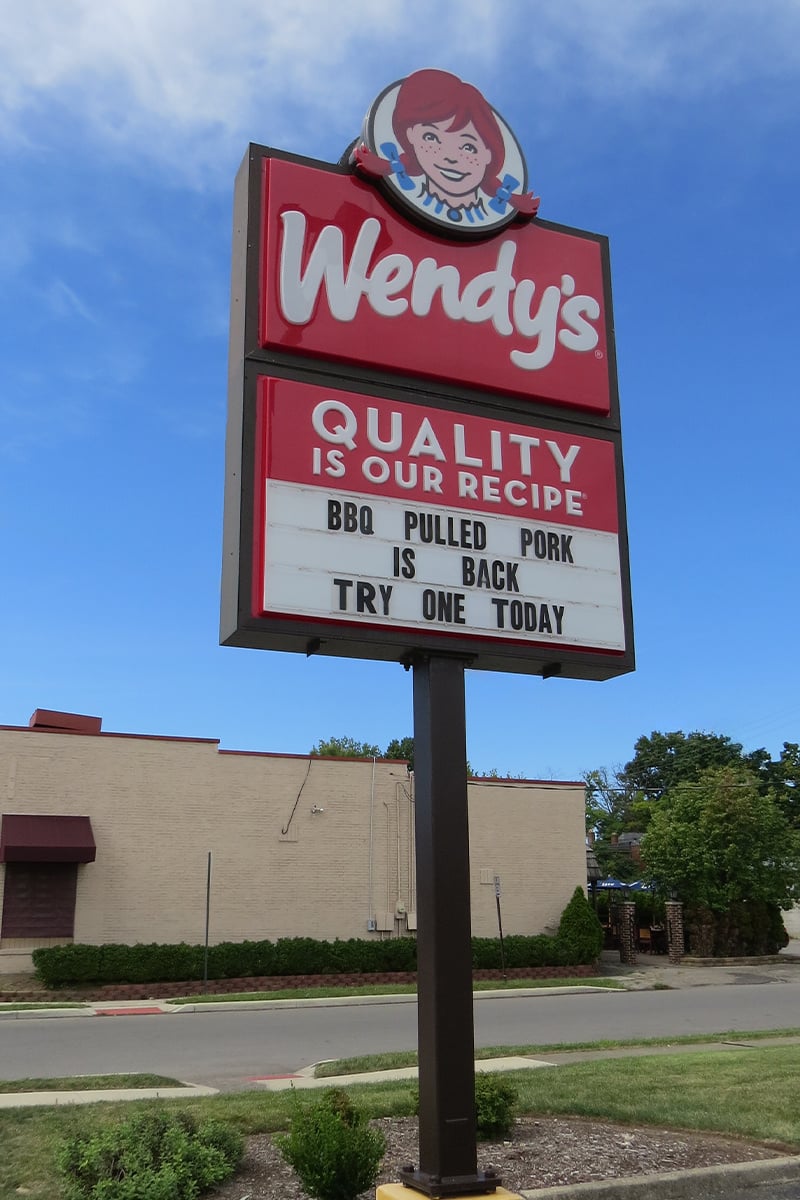 Wendy's
®
QUALITY
IS OUR RECIPE®
BBQ PULLED PORK
IS BACK
TRY ONE TODAY